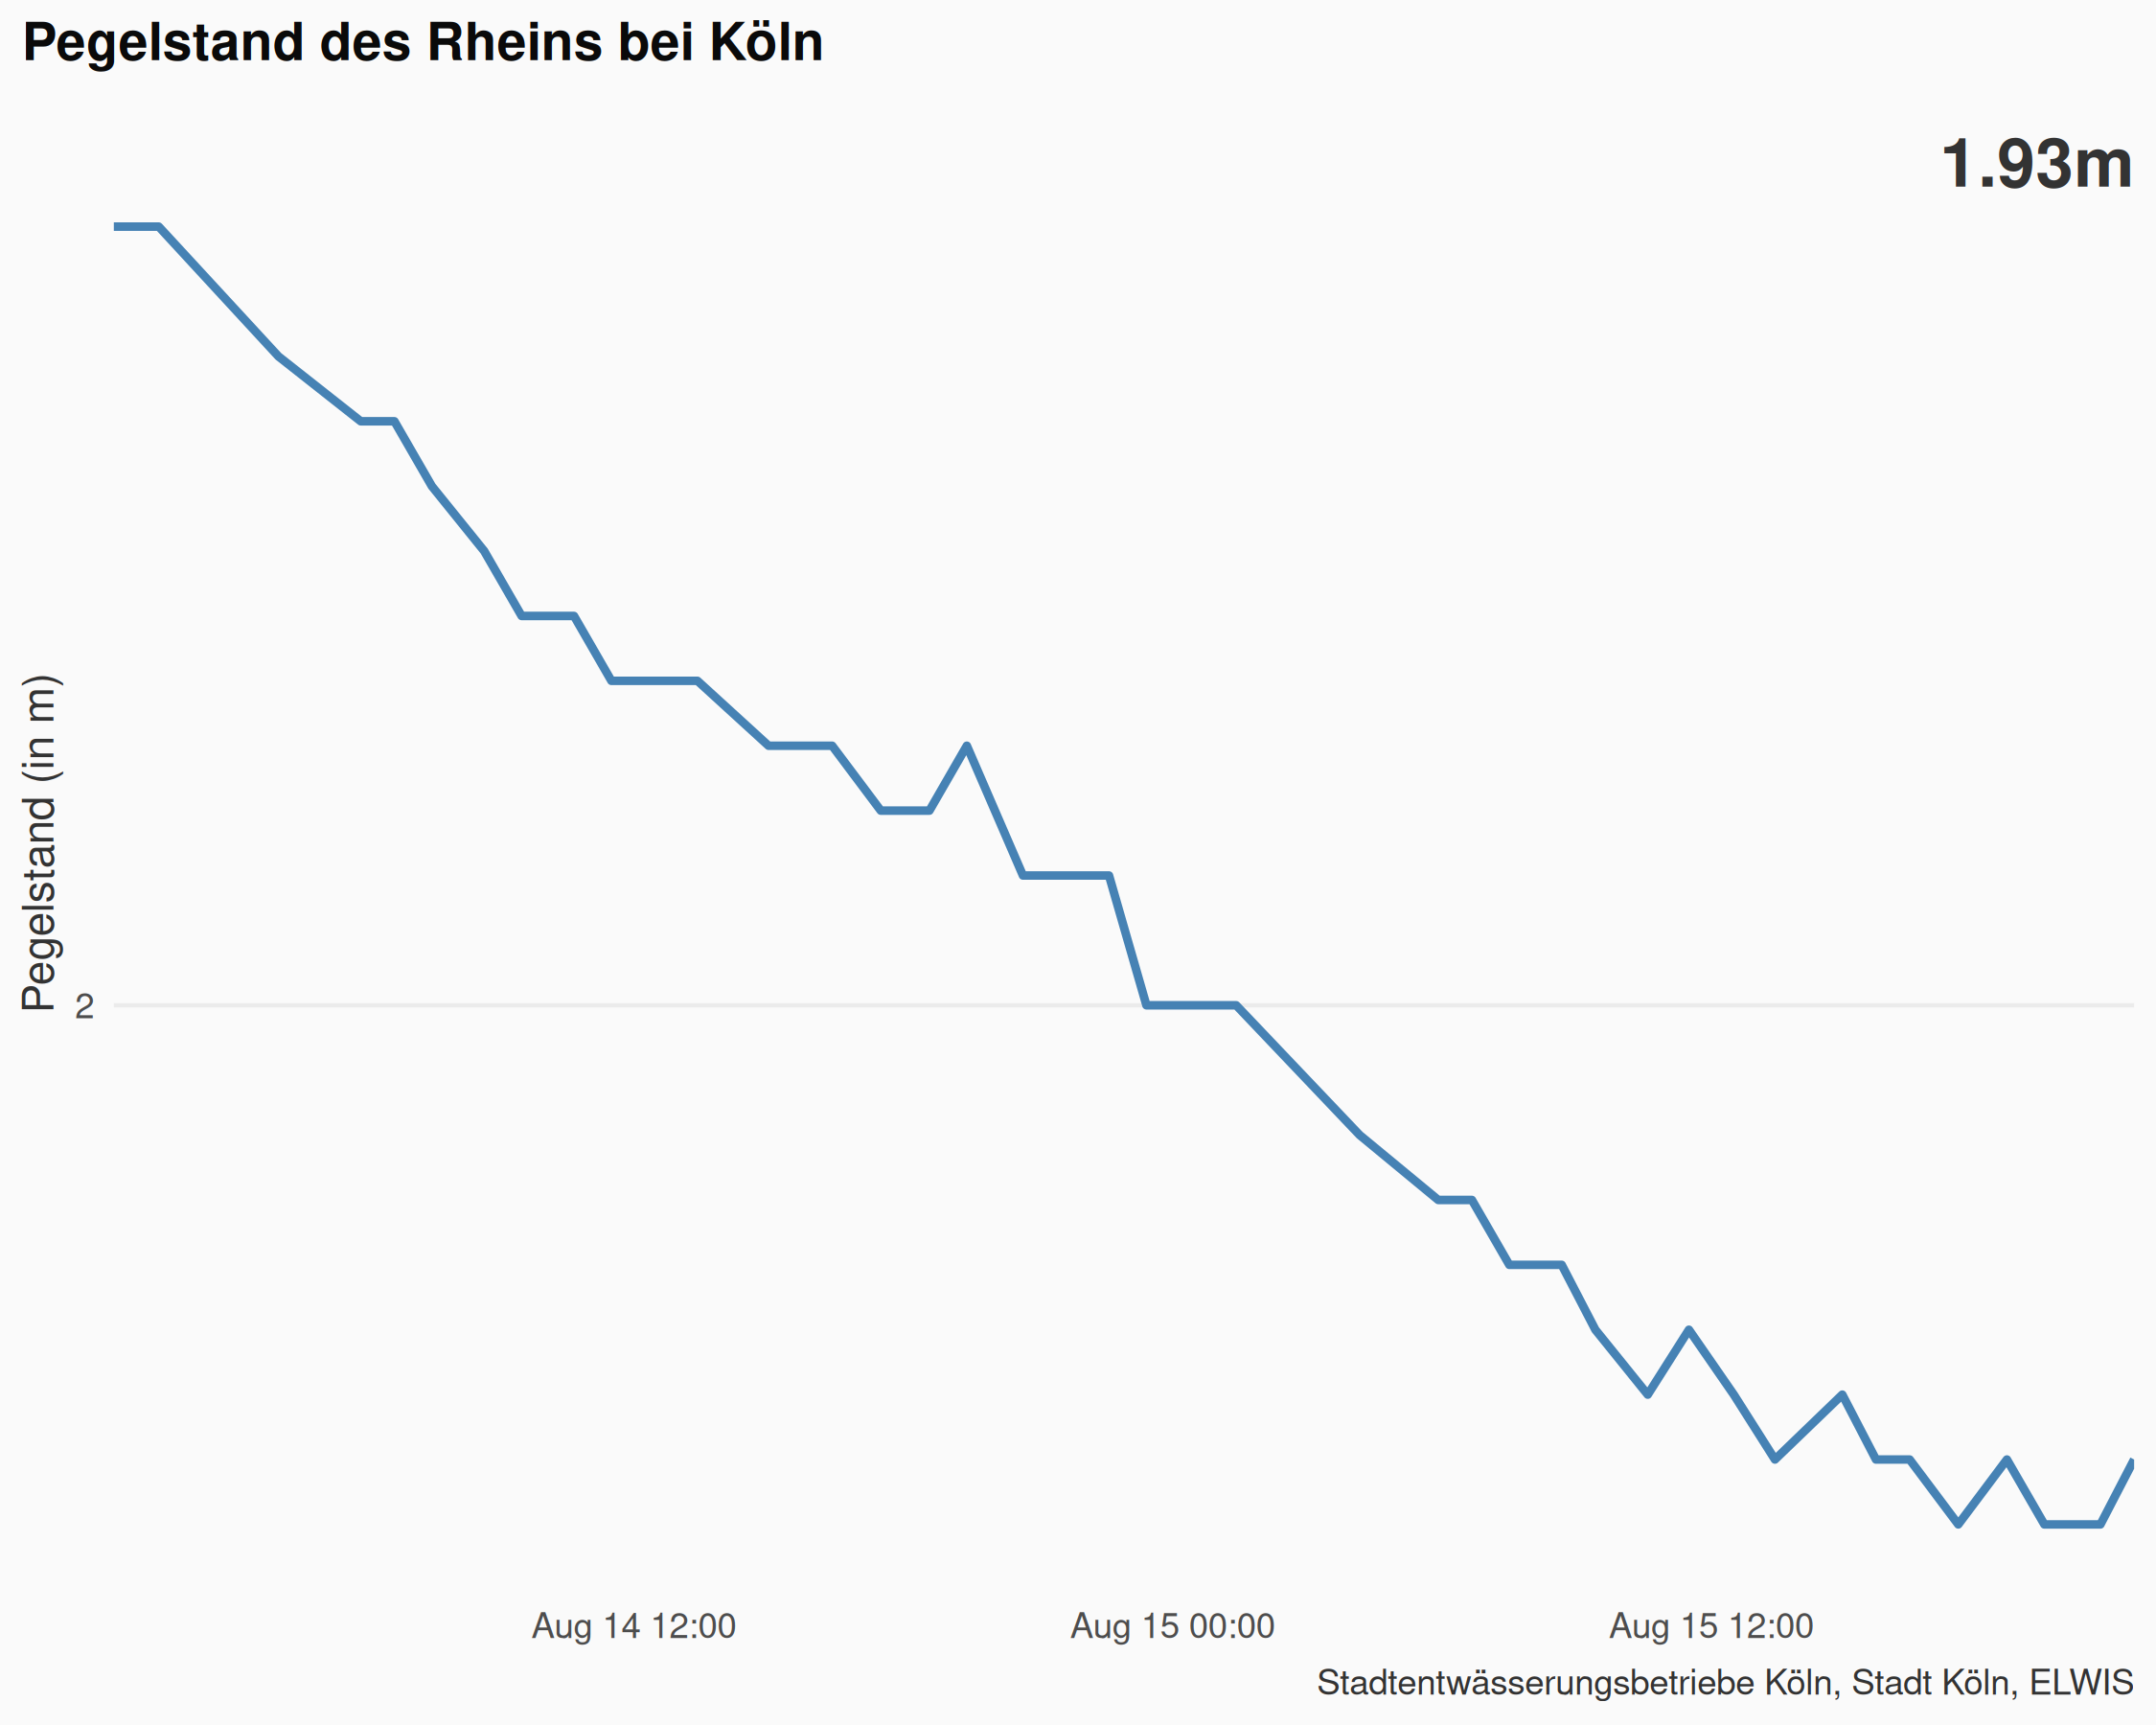 Pegelstand des Rheins bei Köln
1.93m
Pegelstand (in m)
2
Aug 14 12:00
Aug 15 00:00
Aug 15 12:00
Stadtentwässerungsbetriebe Köln, Stadt Köln, ELWIS